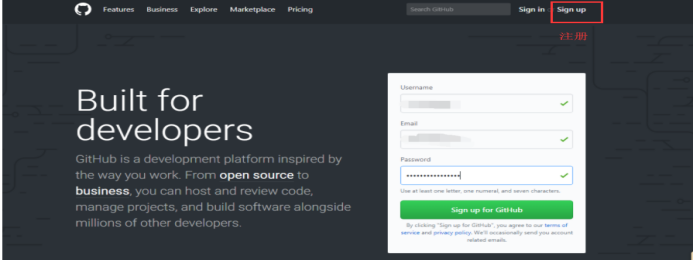 Features Business Explore Marketplace Pricing
Search GitHub
Sign in or Sign up
注册
Built for
developers
GitHub is a development platform inspired by
the way you work. From open source to
business, you can host and review code,
manage projects, and build software alongside
millions of other developers.
Username
Email
Password
Use at least one letter, one numeral, and seven characters.
Sign up for GitHub
By clicking "Sign up for GitHub", you agree to our terms of
service and privacy policy. We'll occasionally send you account
related emails.